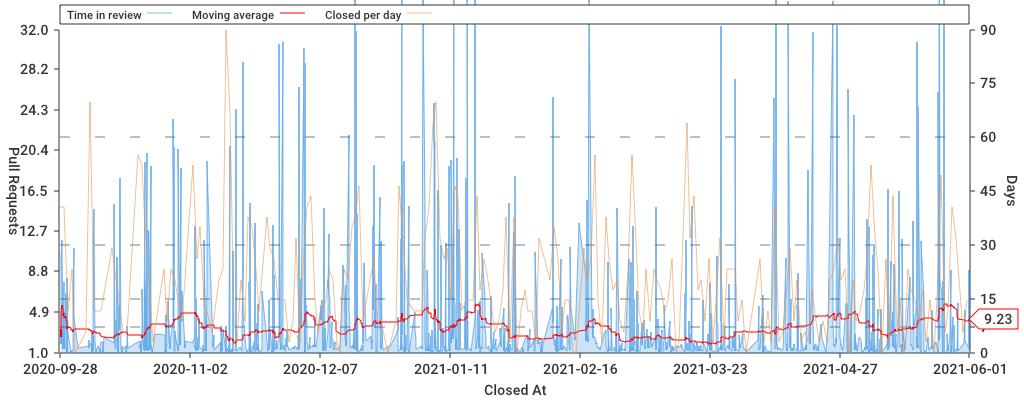 Time in review Moving average Closed per day
32.0 90
28.2 75
24.3 60
20.4 45
16.5 30
12.7 15
8.8 9.23
4.9 0
1.0
Pull Requests
Days
2020-09-28 2020-11-02 2020-12-07 2021-01-11 2021-02-16 2021-03-23 2021-04-27 2021-06-01
Closed At